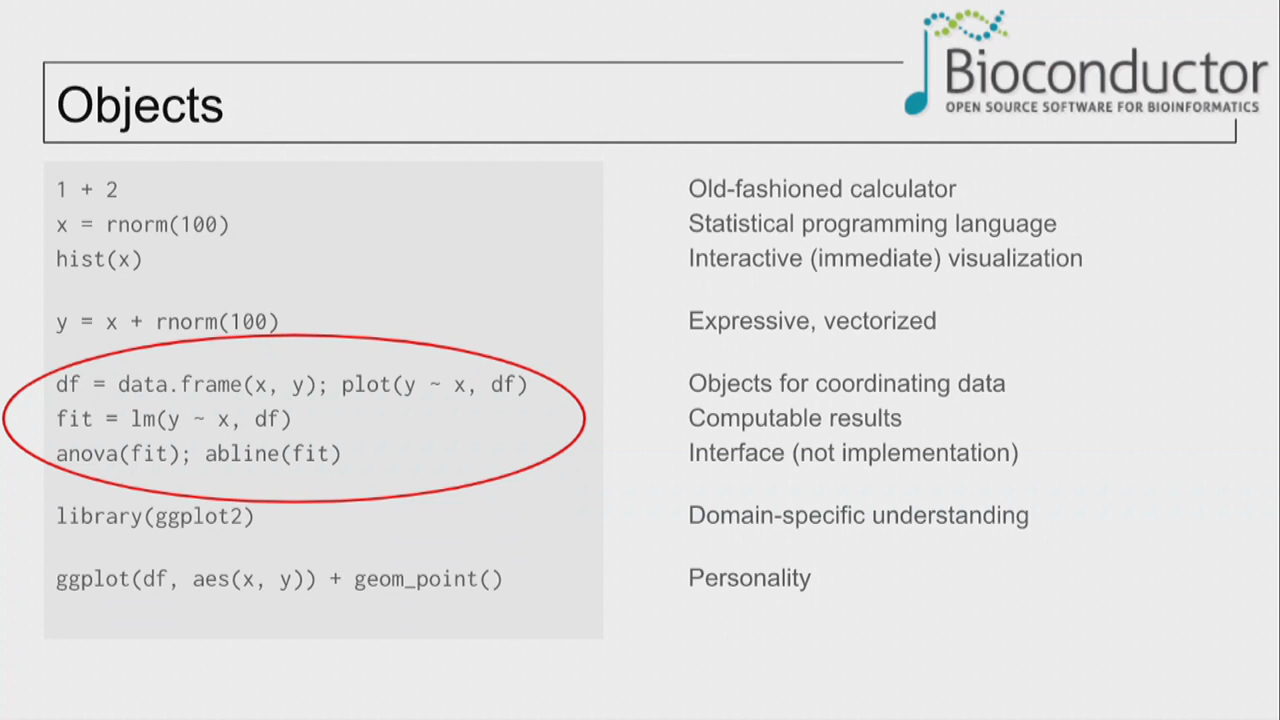 Bioconductor
OPEN SOURCE SOFTWARE FOR BIOINFORMATICS
Objects
1 + 2
Old-fashioned calculator
x = rnorm(100)
Statistical programming language
hist(x)
Interactive (immediate) visualization
y = x + rnorm(100)
Expressive, vectorized
df = data.frame(x, y); plot(y ~ x, df)
Objects for coordinating data
fit = lm(y ~ x, df)
Computable results
anova(fit); abline(fit)
Interface (not implementation)
library(ggplot2)
Domain-specific understanding
ggplot(df, aes(x, y)) + geom_point()
Personality